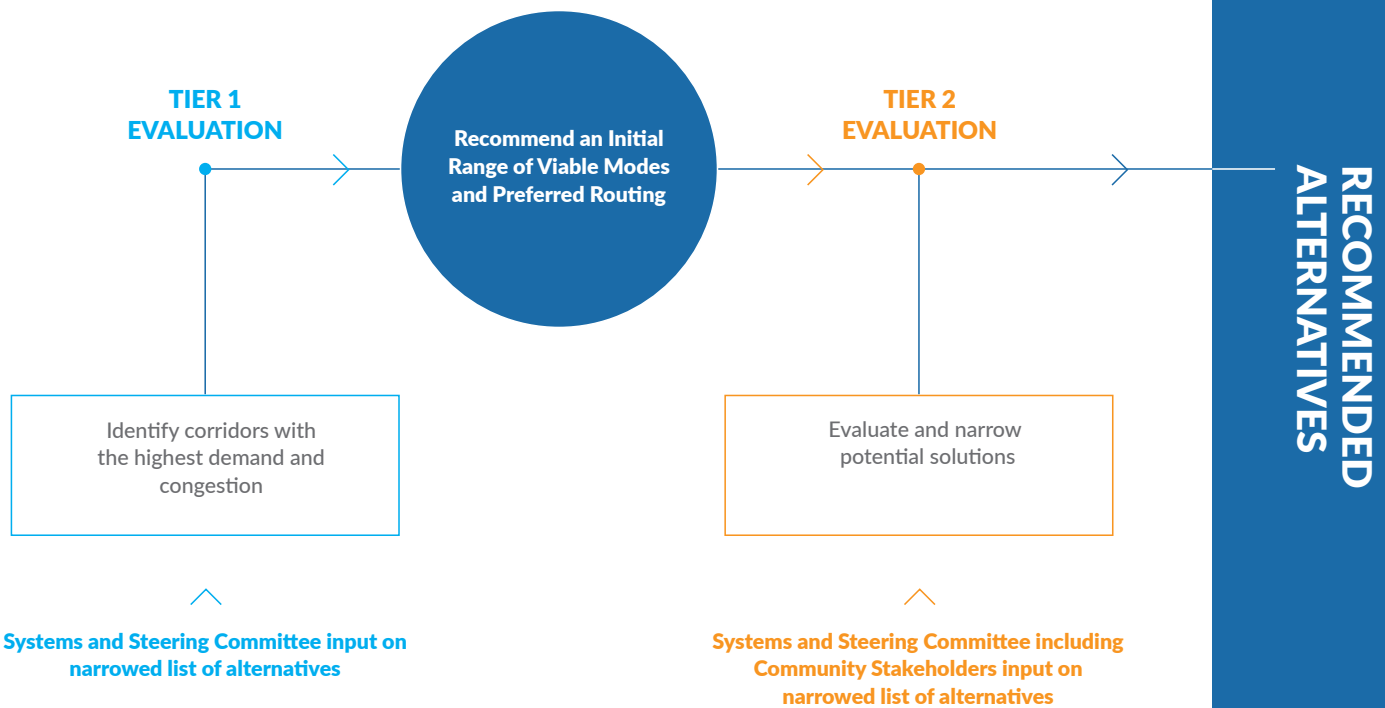 TIER 1
EVALUATION
Identify corridors with
the highest demand and
congestion
Systems and Steering Committee input on
narrowed list of alternatives
Recommend an Initial
Range of Viable Modes
and Preferred Routing
TIER 2
EVALUATION
Evaluate and narrow
potential solutions
Systems and Steering Committee including
Community Stakeholders input on
narrowed list of alternatives
RECOMMENDED
ALTERNATIVES